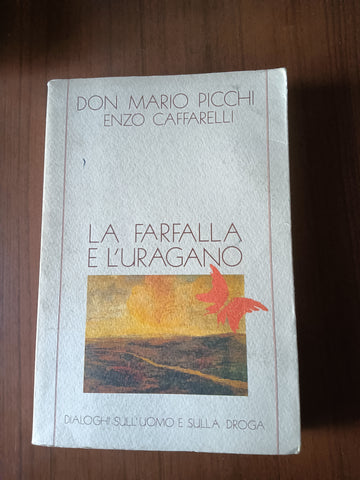 DON MARIO PICCHI
ENZO CAFFARELLI
LA FARFALLA
E L'URAGANO
DIALOGHI SULL'UOMO E SULLA DROGA